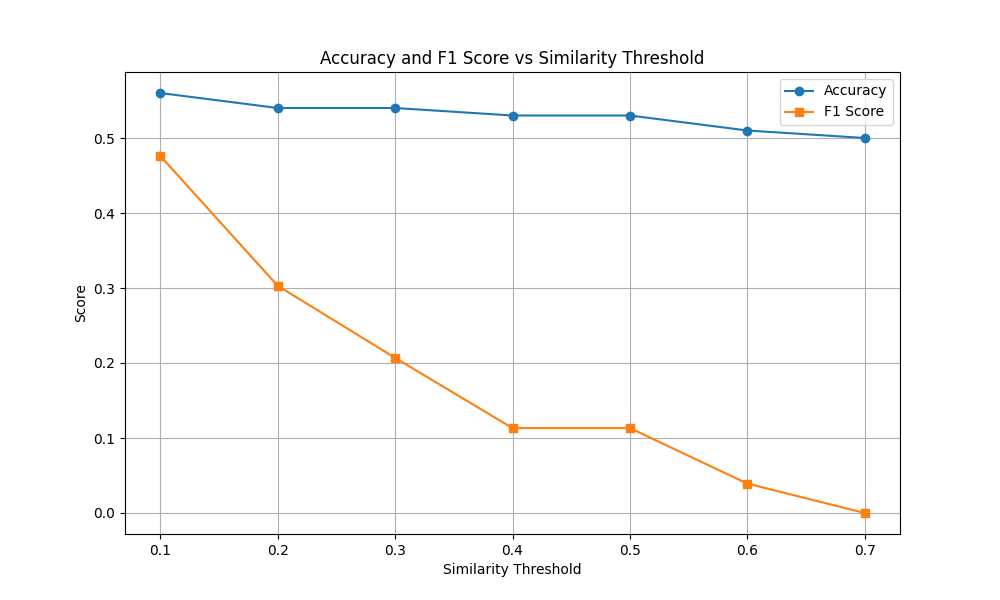 Accuracy and F1 Score vs Similarity Threshold
Accuracy
F1 Score
Score
0.5
0.4
0.3
0.2
0.1
0.0
0.1 0.2 0.3 0.4 0.5 0.6 0.7
Similarity Threshold